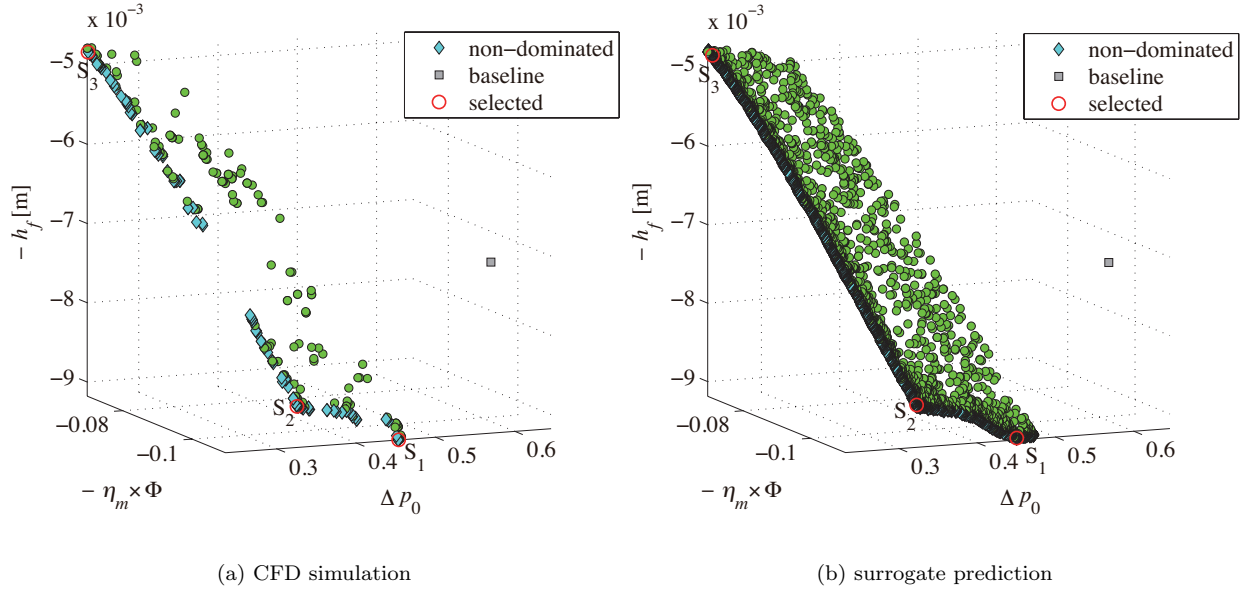 x 10⁻³
−5
−6
−7
−8
−9
− h_f [m]
−0.08
−0.1
− η_m × Φ
0.3
0.4
0.5
0.6
Δ p_0
S_3
S_2
S_1
non−dominated
baseline
selected
(a) CFD simulation
x 10⁻³
−5
−6
−7
−8
−9
− h_f [m]
−0.08
−0.1
− η_m × Φ
0.3
0.4
0.5
0.6
Δ p_0
S_3
S_2
S_1
non−dominated
baseline
selected
(b) surrogate prediction